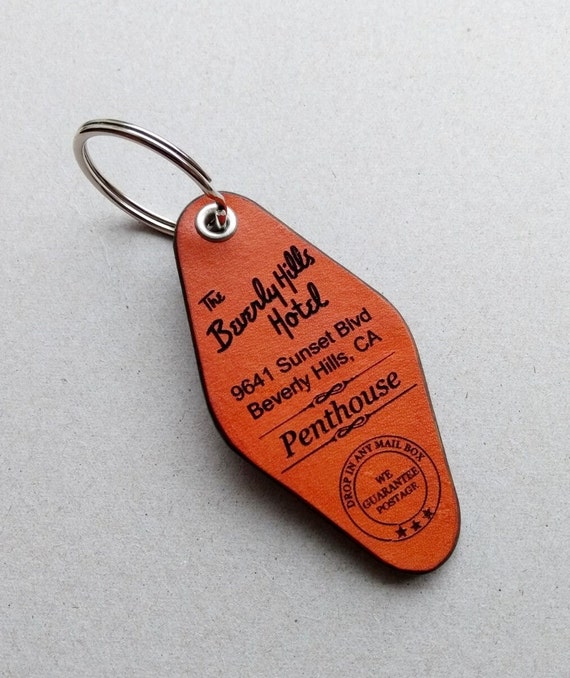 The
Beverly Hills
Hotel
9641 Sunset Blvd
Beverly Hills, CA
Penthouse
DROP IN ANY MAIL BOX
WE
GUARANTEE
POSTAGE